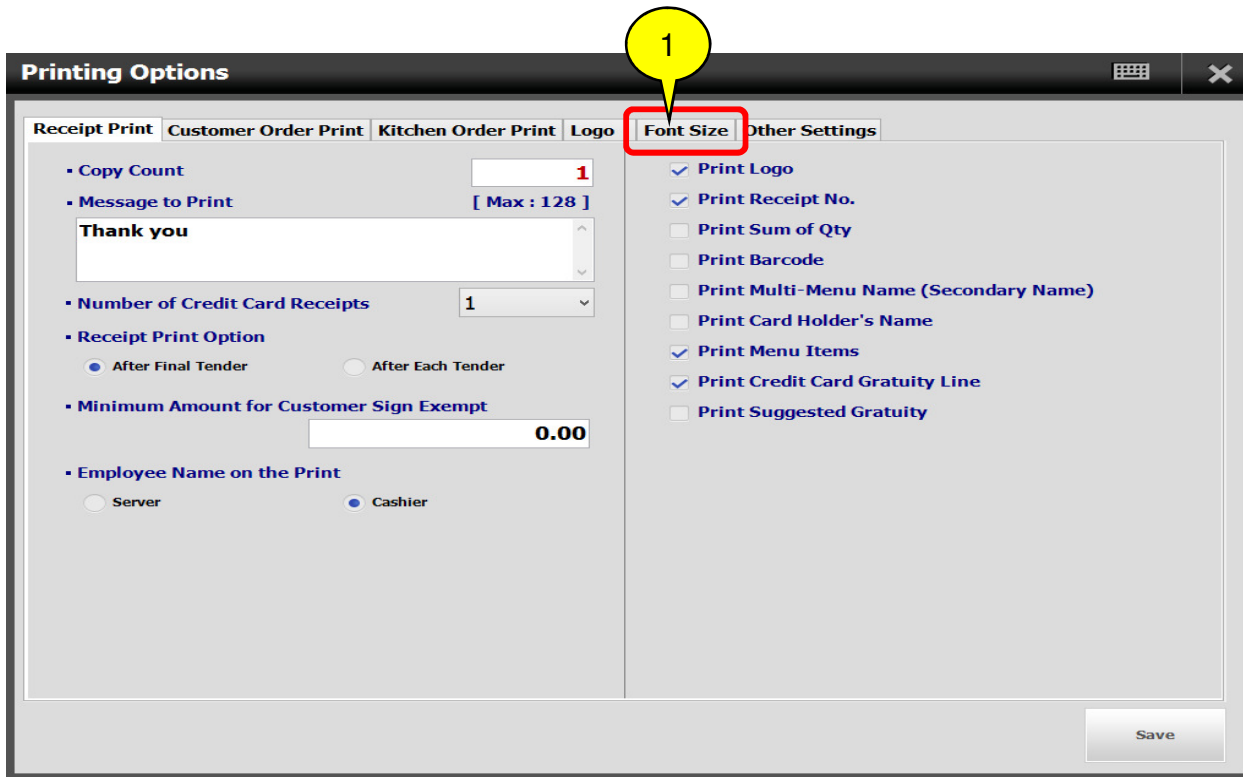 1
Printing Options
Receipt Print Customer Order Print Kitchen Order Print Logo Font Size Other Settings
▪ Copy Count 1
▪ Message to Print [ Max : 128 ]
Thank you
▪ Number of Credit Card Receipts 1
▪ Receipt Print Option
After Final Tender After Each Tender
▪ Minimum Amount for Customer Sign Exempt
0.00
▪ Employee Name on the Print
Server Cashier
Print Logo
Print Receipt No.
Print Sum of Qty
Print Barcode
Print Multi-Menu Name (Secondary Name)
Print Card Holder's Name
Print Menu Items
Print Credit Card Gratuity Line
Print Suggested Gratuity
Save